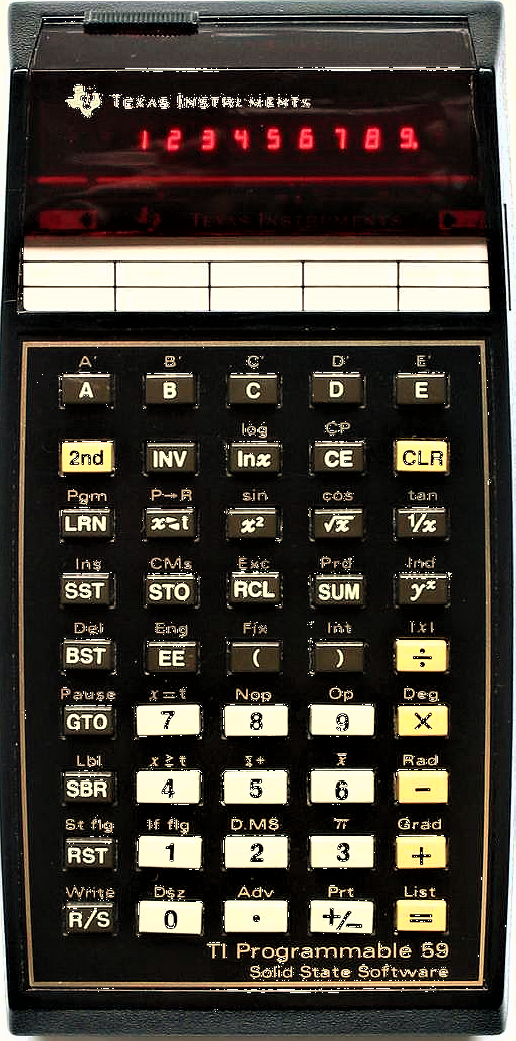 TEXAS INSTRUMENTS
1 2 3 4 5 6 7 8 9.
TEXAS INSTRUMENTS
A' B' C' D' E'
A B C D E
log CP
2nd INV lnx CE CLR
Pgm P→R sin cos tan
LRN x⇄t x² √x 1/x
Ins CMs Exc Prd Ind
SST STO RCL SUM yˣ
Del Eng Fix Int |x|
BST EE ( ) ÷
Pause x=t Nop Op Deg
GTO 7 8 9 ×
Lbl x≥t Σ+ x̄ Rad
SBR 4 5 6 −
St flg If flg D.MS π Grad
RST 1 2 3 +
Write Dsz Adv Prt List
R/S 0 . +/− =
TI Programmable 59
Solid State Software